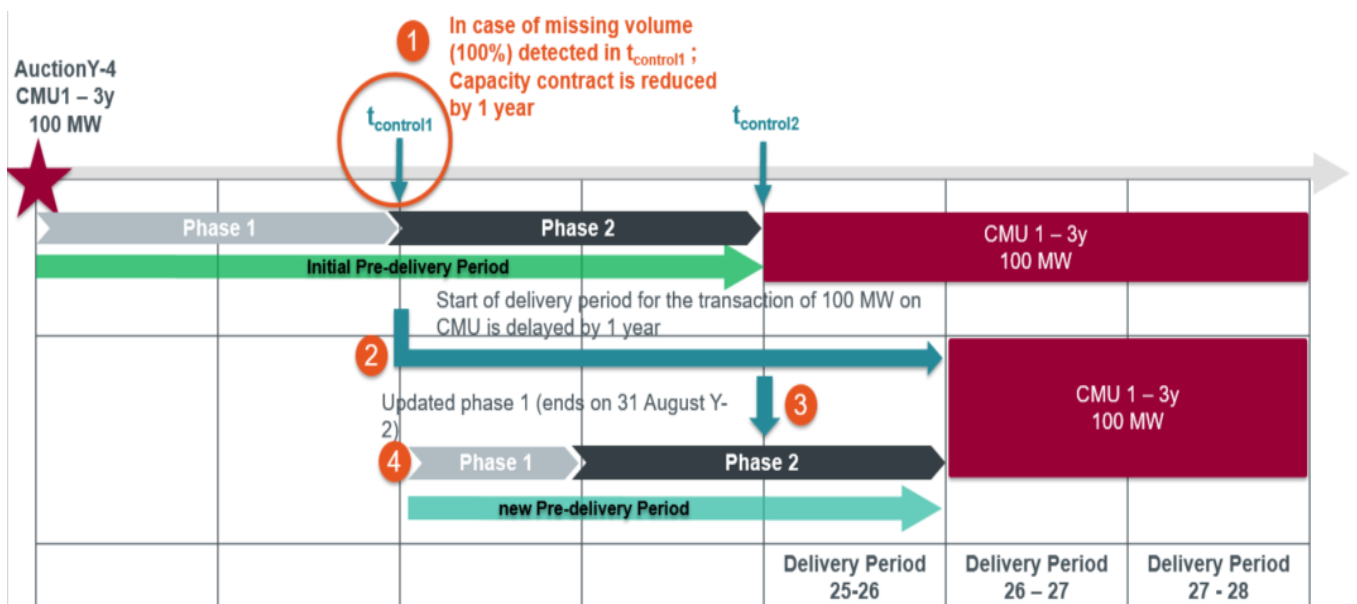 1
In case of missing volume
(100%) detected in tcontrol1 ;
Capacity contract is reduced
by 1 year
AuctionY-4
CMU1 – 3y
100 MW
tcontrol1
tcontrol2
Phase 1
Phase 2
CMU 1 – 3y
100 MW
Initial Pre-delivery Period
Start of delivery period for the transaction of 100 MW on
CMU is delayed by 1 year
2
3
CMU 1 – 3y
100 MW
Updated phase 1 (ends on 31 August Y-
2)
4
Phase 1
Phase 2
new Pre-delivery Period
Delivery Period
25-26
Delivery Period
26 – 27
Delivery Period
27 - 28